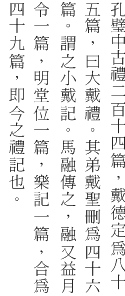 孔壁中古禮二百十四篇，戴德定爲八十
五篇，曰大戴禮。其弟戴聖刪爲四十六
篇。謂之小戴記。馬融傳之，融又益月
令一篇，明堂位一篇，樂記一篇，合爲
四十九篇，即今之禮記也。